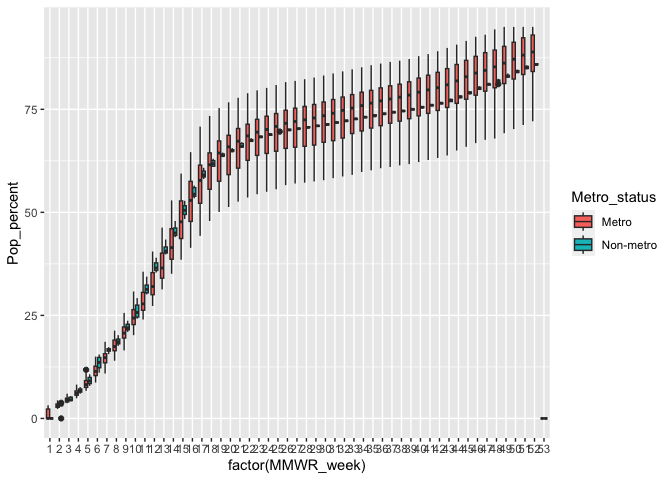 Pop_percent
75
50
25
0
1 2 3 4 5 6 7 8 9 10 11 12 13 14 15 16 17 18 19 20 21 22 23 24 25 26 27 28 29 30 31 32 33 34 35 36 37 38 39 40 41 42 43 44 45 46 47 48 49 50 51 52 53
factor(MMWR_week)
Metro_status
Metro
Non-metro